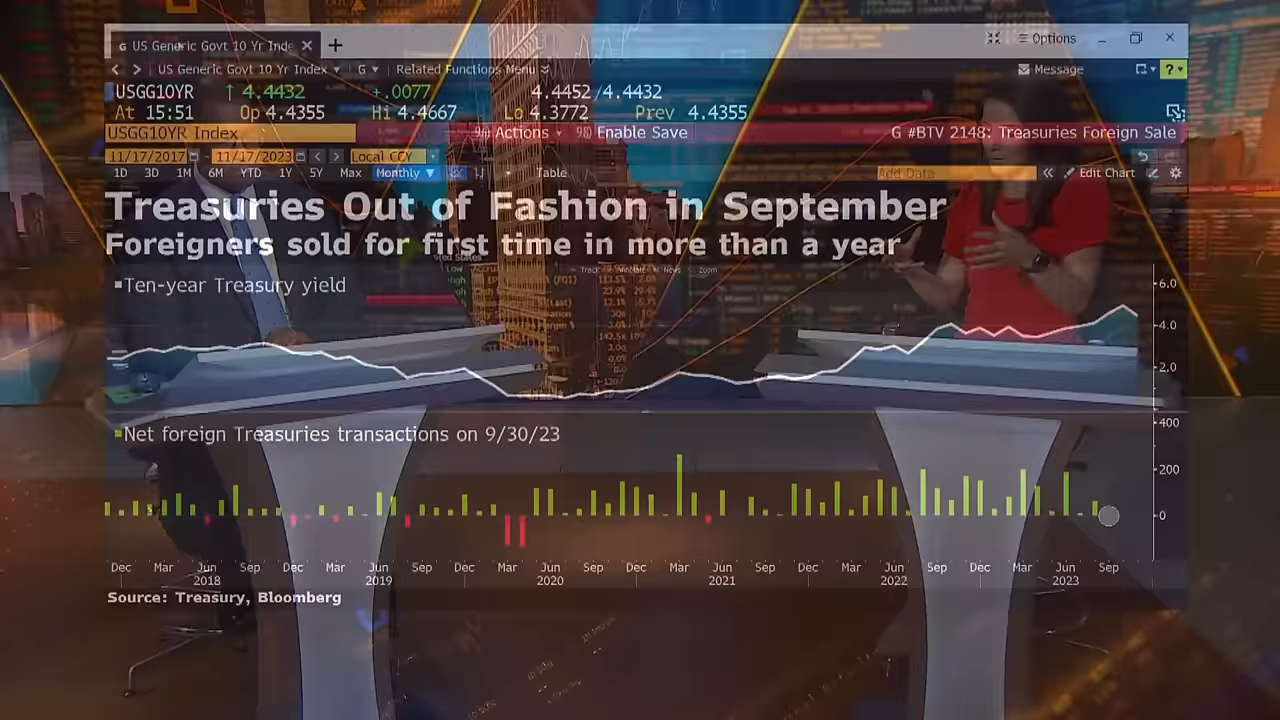 G US Generic Govt 10 Yr Inde
Options
US Generic Govt 10 Yr Index G Related Functions Menu Message ?
USGG10YR ↑ 4.4432 +.0077 4.4452 /4.4432
At 15:51 Op 4.4355 Hi 4.4667 Lo 4.3772 Prev 4.4355
USGG10YR Index Actions 98) Enable Save G #BTV 2148: Treasuries Foreign Sale
11/17/2017 - 11/17/2023 Local CCY
1D 3D 1M 6M YTD 1Y 5Y Max Monthly ▼ Table Add Data « Edit Chart
Treasuries Out of Fashion in September
Foreigners sold for first time in more than a year
Ten-year Treasury yield
6.0
4.0
2.0
Net foreign Treasuries transactions on 9/30/23
400
200
0
Dec Mar Jun Sep Dec Mar Jun Sep Dec Mar Jun Sep Dec Mar Jun Sep Dec Mar Jun Sep Dec Mar Jun Sep
2018 2019 2020 2021 2022 2023
Source: Treasury, Bloomberg